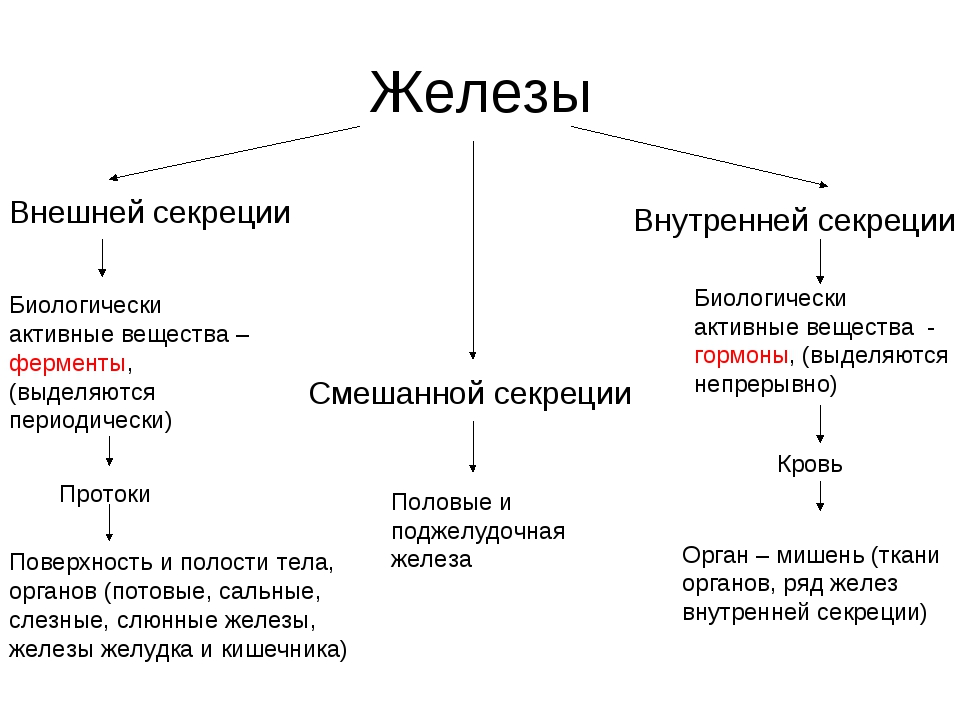 Железы
Внешней секреции
Биологически
активные вещества –
ферменты,
(выделяются
периодически)
Протоки
Поверхность и полости тела,
органов (потовые, сальные,
слезные, слюнные железы,
железы желудка и кишечника)
Смешанной секреции
Половые и
поджелудочная
железа
Внутренней секреции
Биологически
активные вещества -
гормоны, (выделяются
непрерывно)
Кровь
Орган – мишень (ткани
органов, ряд желез
внутренней секреции)